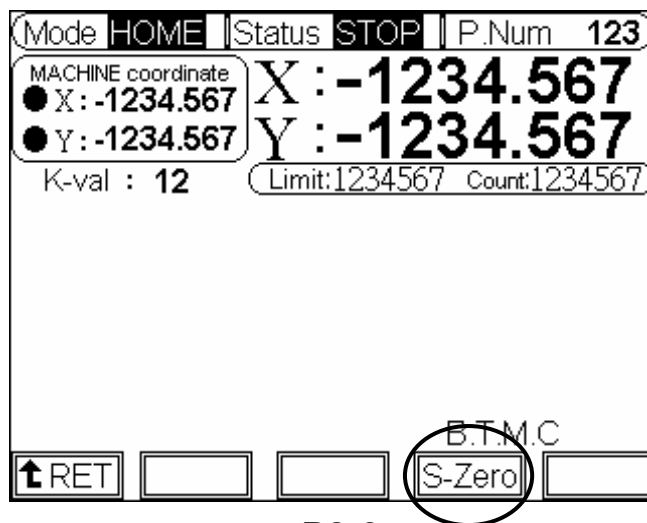 Mode HOME Status STOP P.Num 123
MACHINE coordinate
X : -1234.567
Y : -1234.567
X : -1234.567
Y : -1234.567
K-val : 12 Limit:1234567 Count:1234567
B.T.M.C
RET S-Zero